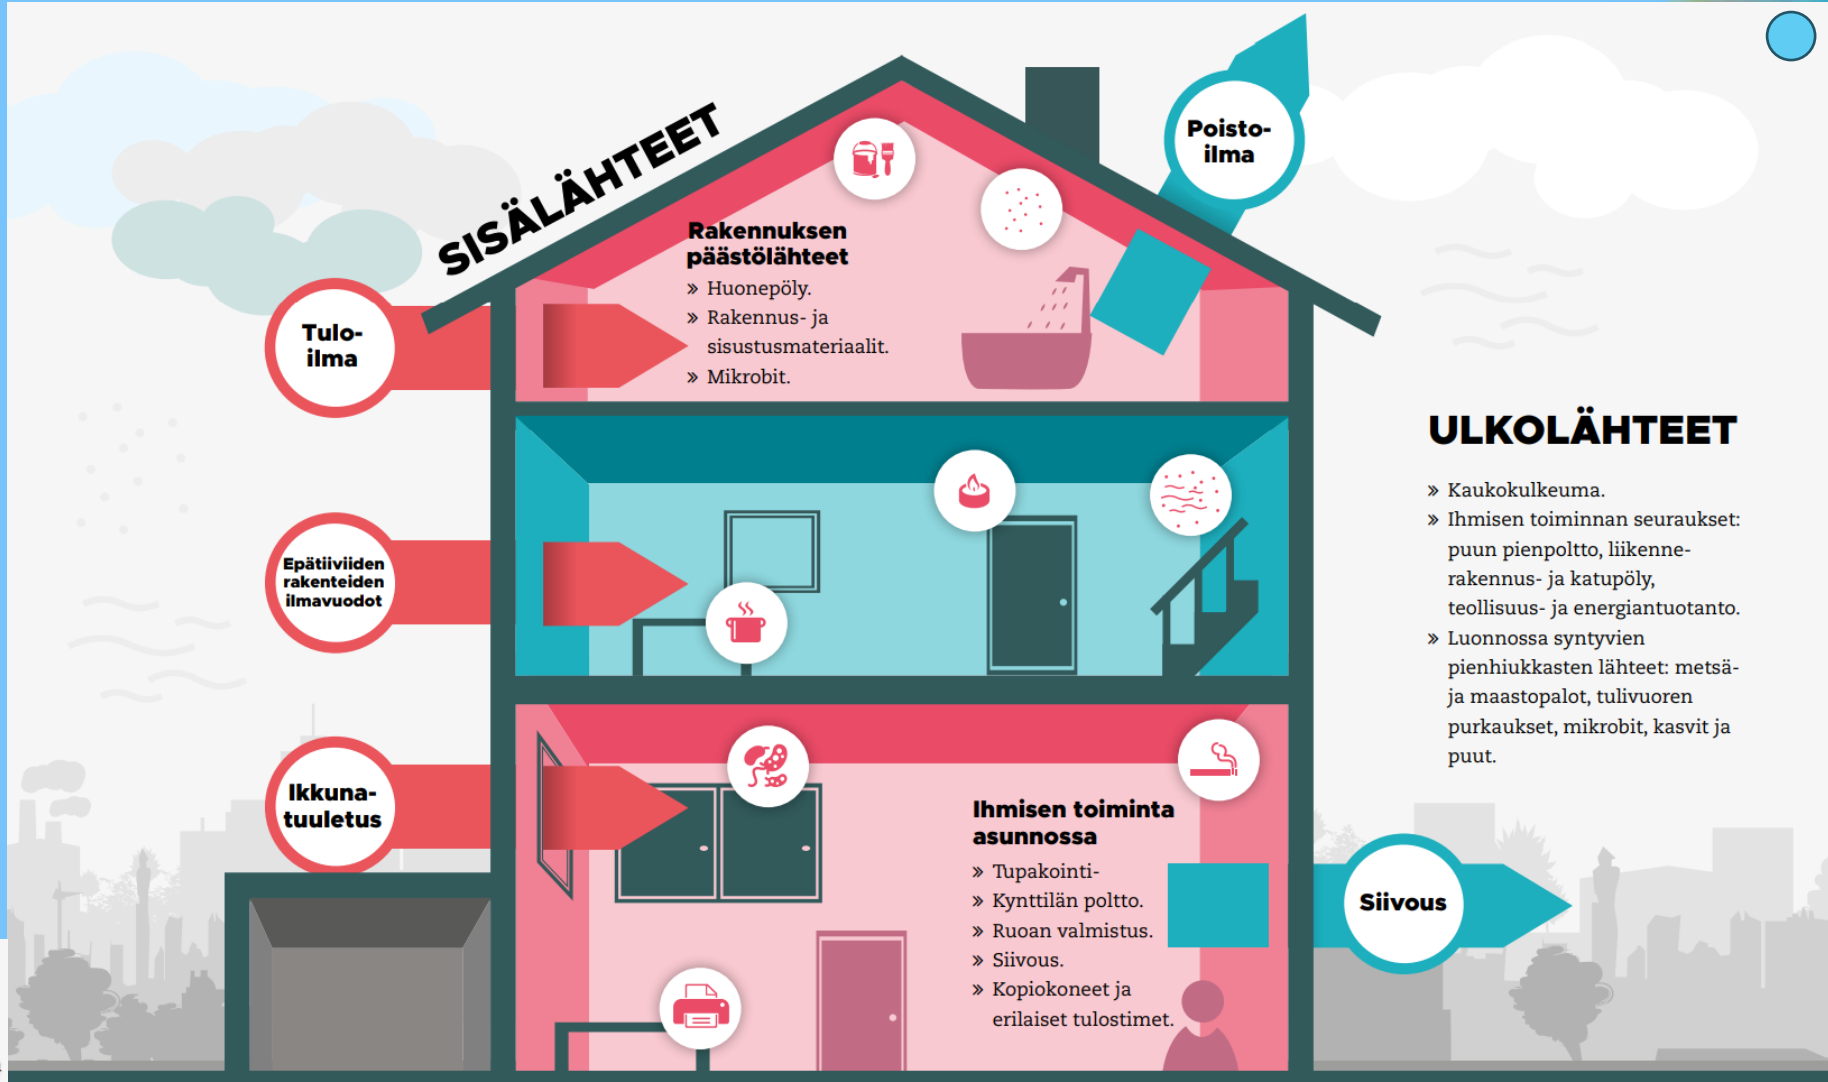 SISÄLÄHTEET
Poisto-
ilma
Tulo-
ilma
Rakennuksen
päästölähteet
» Huonepöly.
» Rakennus- ja
sisustusmateriaalit.
» Mikrobit.
Epätiiviiden
rakenteiden
ilmavuodot
Ikkuna-
tuuletus
Ihmisen toiminta
asunnossa
» Tupakointi-
» Kynttilän poltto.
» Ruoan valmistus.
» Siivous.
» Kopiokoneet ja
erilaiset tulostimet.
Siivous
ULKOLÄHTEET
» Kaukokulkeuma.
» Ihmisen toiminnan seuraukset:
puun pienpoltto, liikenne-
rakennus- ja katupöly,
teollisuus- ja energiantuotanto.
» Luonnossa syntyvien
pienhiukkasten lähteet: metsä-
ja maastopalot, tulivuoren
purkaukset, mikrobit, kasvit ja
puut.